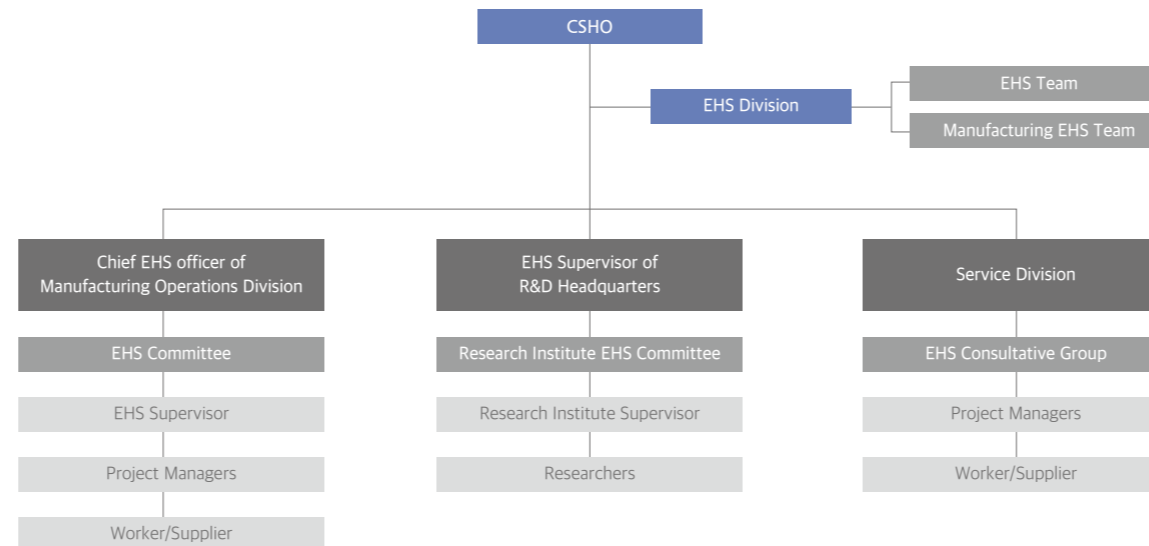 CSHO
EHS Division
EHS Team
Manufacturing EHS Team
Chief EHS officer of
Manufacturing Operations Division
EHS Committee
EHS Supervisor
Project Managers
Worker/Supplier
EHS Supervisor of
R&D Headquarters
Research Institute EHS Committee
Research Institute Supervisor
Researchers
Service Division
EHS Consultative Group
Project Managers
Worker/Supplier